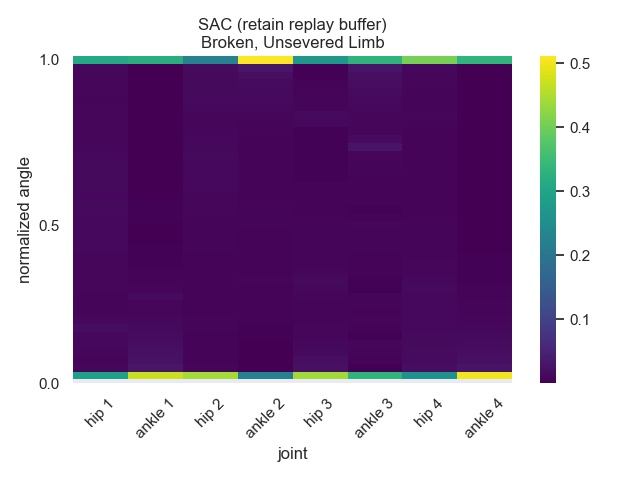 SAC (retain replay buffer)
Broken, Unsevered Limb
1.0
0.5
0.0
normalized angle
hip 1
ankle 1
hip 2
ankle 2
hip 3
ankle 3
hip 4
ankle 4
joint
0.5
0.4
0.3
0.2
0.1